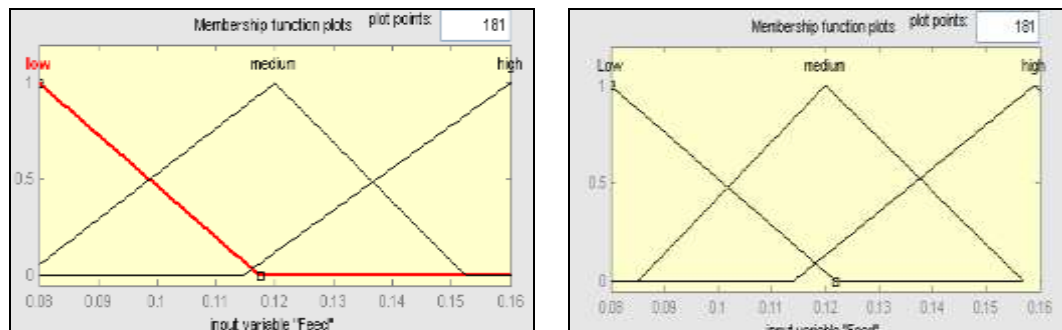 Membership function plots plot points: 181
low medium high
1
0.5
0
0.08 0.09 0.1 0.11 0.12 0.13 0.14 0.15 0.16
input variable "Feed"
Membership function plots plot points: 181
Low medium high
1
0.5
0
0.08 0.09 0.1 0.11 0.12 0.13 0.14 0.15 0.16
input variable "Feed"